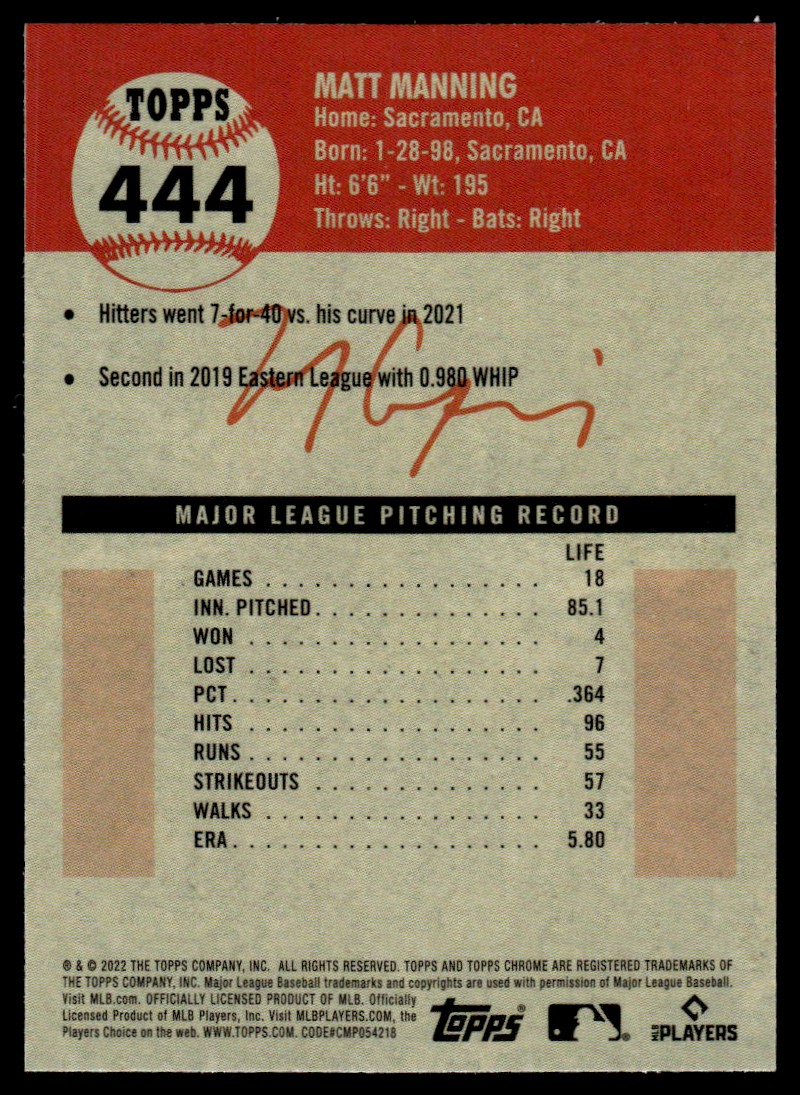 TOPPS
444
MATT MANNING
Home: Sacramento, CA
Born: 1-28-98, Sacramento, CA
Ht: 6'6" - Wt: 195
Throws: Right - Bats: Right
• Hitters went 7-for-40 vs. his curve in 2021
• Second in 2019 Eastern League with 0.980 WHIP
MAJOR LEAGUE PITCHING RECORD
LIFE
GAMES . . . . . . . . . . . . . . . . . 18
INN. PITCHED . . . . . . . . . . . . . . 85.1
WON . . . . . . . . . . . . . . . . . . 4
LOST . . . . . . . . . . . . . . . . . . 7
PCT . . . . . . . . . . . . . . . . . . . .364
HITS . . . . . . . . . . . . . . . . . . 96
RUNS . . . . . . . . . . . . . . . . . . 55
STRIKEOUTS . . . . . . . . . . . . . . 57
WALKS . . . . . . . . . . . . . . . . . 33
ERA . . . . . . . . . . . . . . . . . . . 5.80
® & © 2022 THE TOPPS COMPANY, INC. ALL RIGHTS RESERVED. TOPPS AND TOPPS CHROME ARE REGISTERED TRADEMARKS OF
THE TOPPS COMPANY, INC. Major League Baseball trademarks and copyrights are used with permission of Major League Baseball.
Visit MLB.com. OFFICIALLY LICENSED PRODUCT OF MLB. Officially
Licensed Product of MLB Players, Inc. Visit MLBPLAYERS.COM, the
Players Choice on the web. WWW.TOPPS.COM. CODE#CMP054218
TOPPS®
MLB PLAYERS